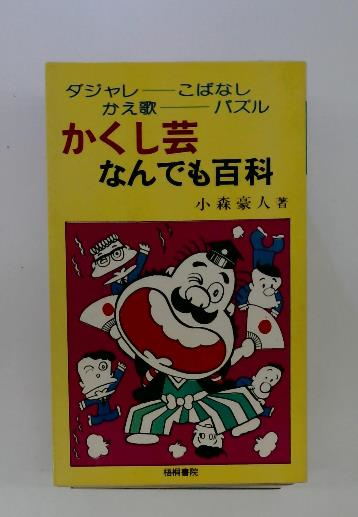 ダジャレ──こばなし
かえ歌──パズル
かくし芸
なんでも百科
小森豪人 著
梧桐書院